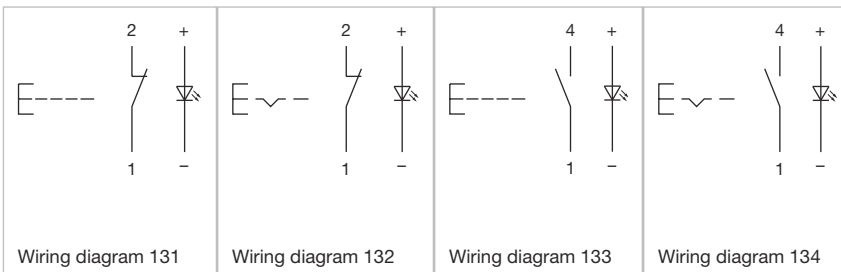 2 +
2 +
4 +
4 +
1 −
1 −
1 −
1 −
Wiring diagram 131
Wiring diagram 132
Wiring diagram 133
Wiring diagram 134